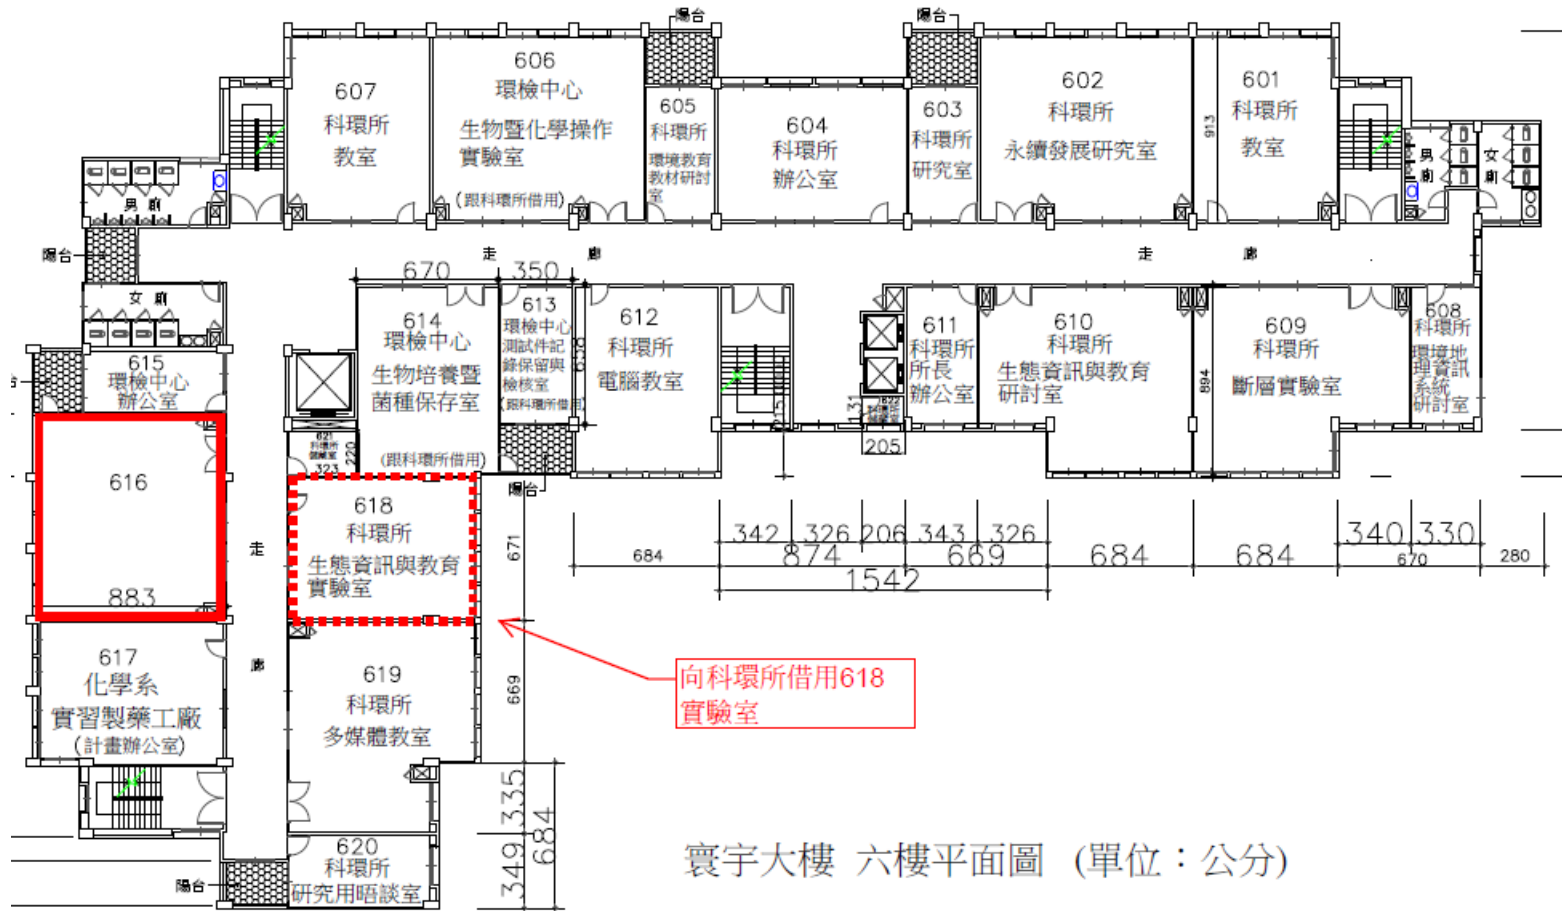 陽台
陽台
607
科環所
教室
606
環檢中心
生物暨化學操作
實驗室
(跟科環所借用)
605
科環所
環境教育
教材研討
室
604
科環所
辦公室
603
科環所
研究室
602
科環所
永續發展研究室
913
601
科環所
教室
男廁
女廁
男廁
陽台
走廊
走廊
女廁
670
350
615
環檢中心
辦公室
614
環檢中心
生物培養暨
菌種保存室
(跟科環所借用)
613
環檢中心
測試件記
錄保留與
檢核室
(跟科環所借用)
612
科環所
電腦教室
215
131
622
205
611
科環所
所長
辦公室
610
科環所
生態資訊與教育
研討室
894
609
科環所
斷層實驗室
608
科環所
環境地
理資訊
系統
研討室
621
科環所
儲藏室
323
220
陽台
616
883
走廊
618
科環所
生態資訊與教育
實驗室
671
669
684
342
326
206
343
326
874
669
684
684
340
330
670
280
1542
向科環所借用618
實驗室
617
化學系
實習製藥工廠
(計畫辦公室)
619
科環所
多媒體教室
335
349
684
620
科環所
研究用晤談室
陽台
寰宇大樓 六樓平面圖 (單位：公分)